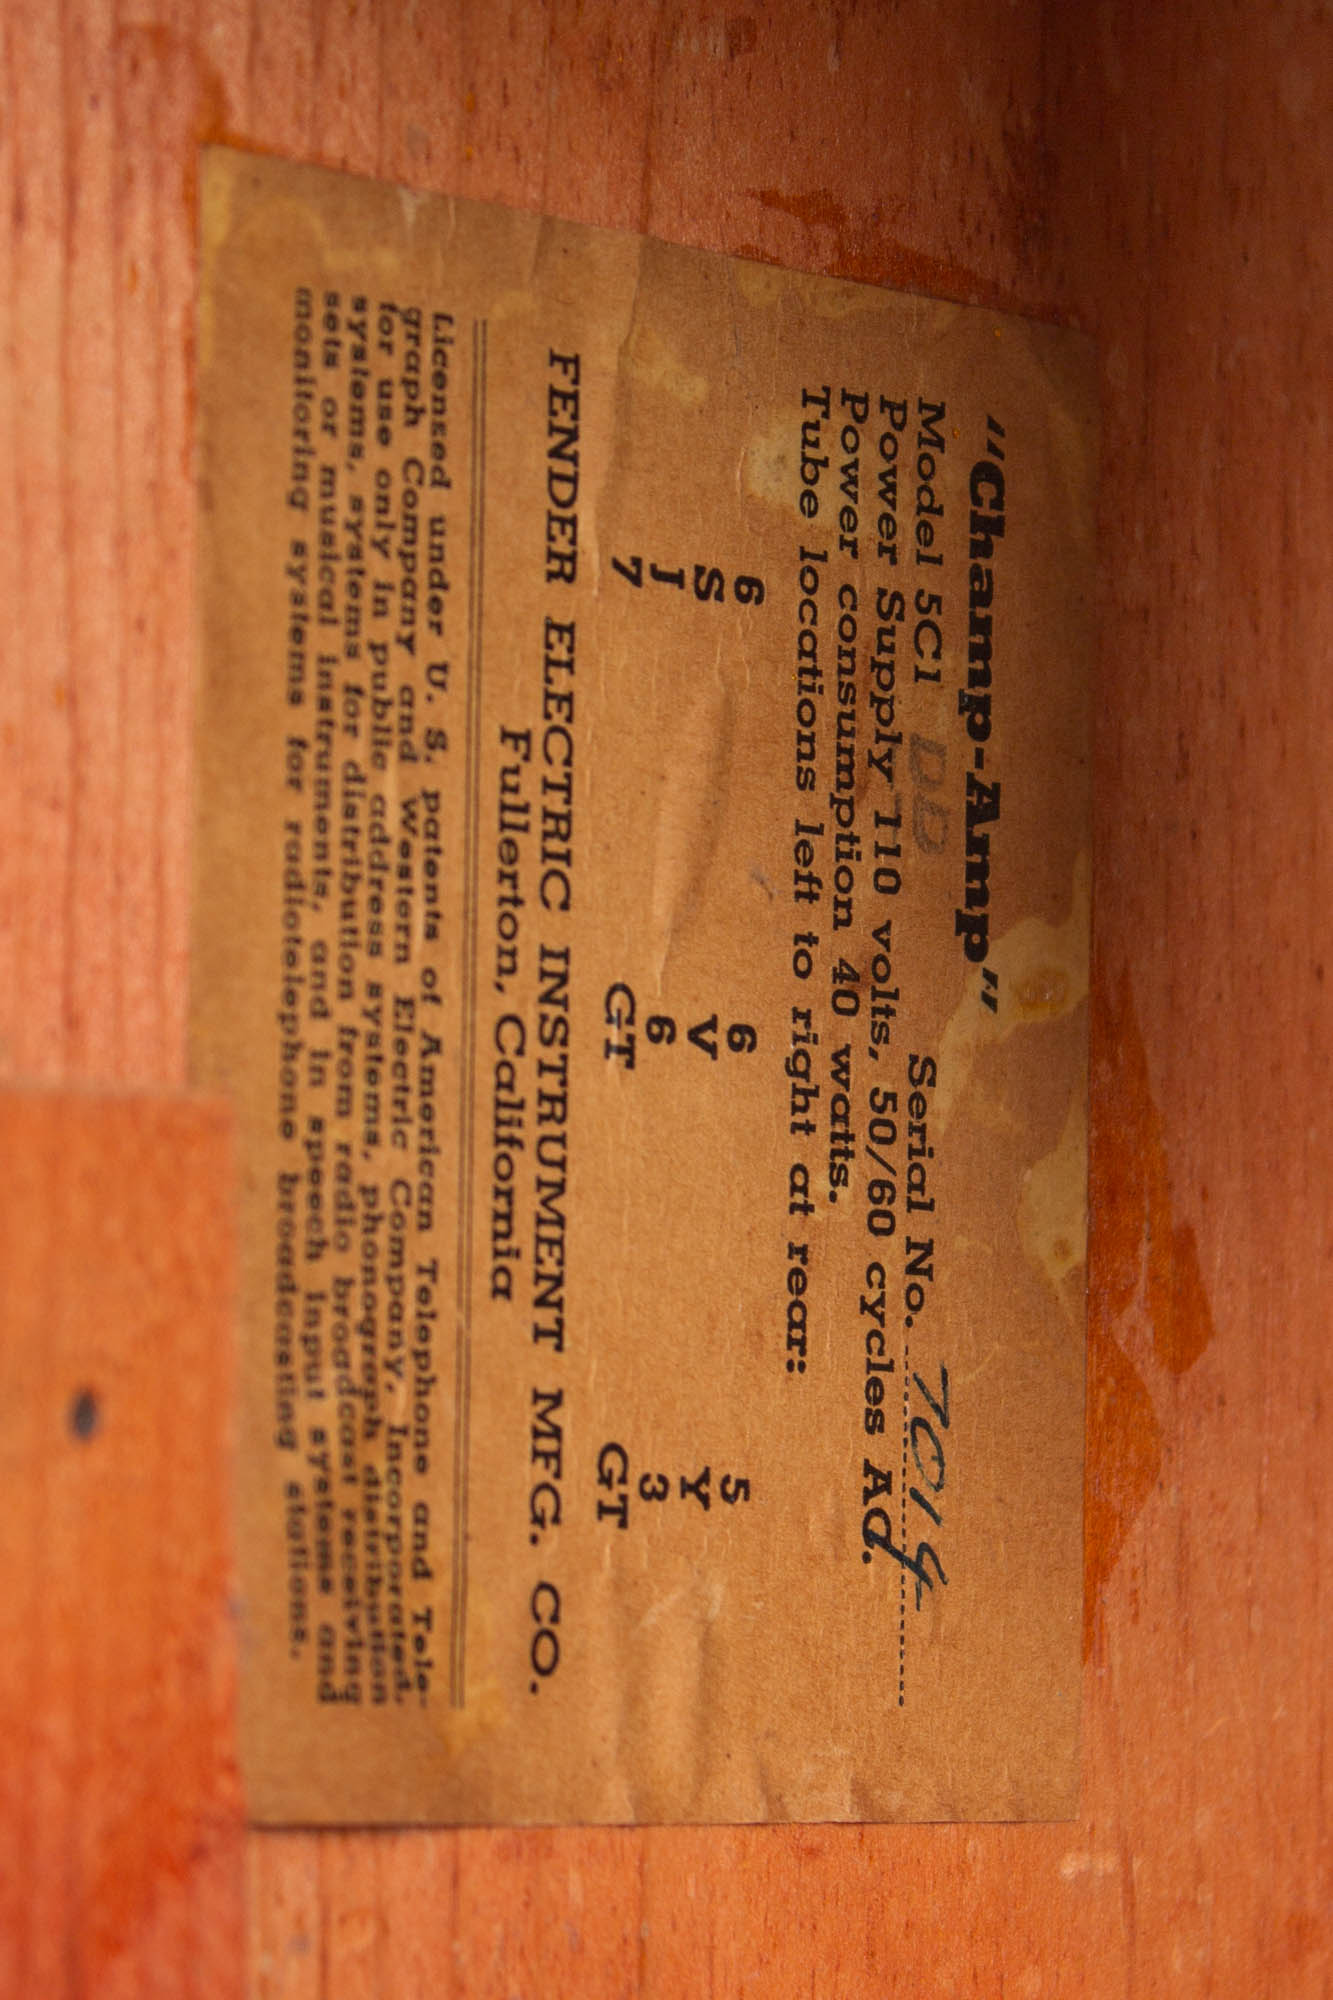 "Champ-Amp"
Model 5C1 DD Serial No. 7014
Power Supply 110 volts, 50/60 cycles AC.
Power consumption 40 watts.
Tube locations left to right at rear:
6 6 5
S V Y
J 6 3
7 GT GT
FENDER ELECTRIC INSTRUMENT MFG. CO.
Fullerton, California
Licensed under U. S. patents of American Telephone and Tele-
graph Company and Western Electric Company, Incorporated,
for use only in public address systems, phonograph distribution
systems, systems for distribution from radio broadcast receiving
sets or musical instruments, and in speech input systems and
monitoring systems for radiotelephone broadcasting stations.